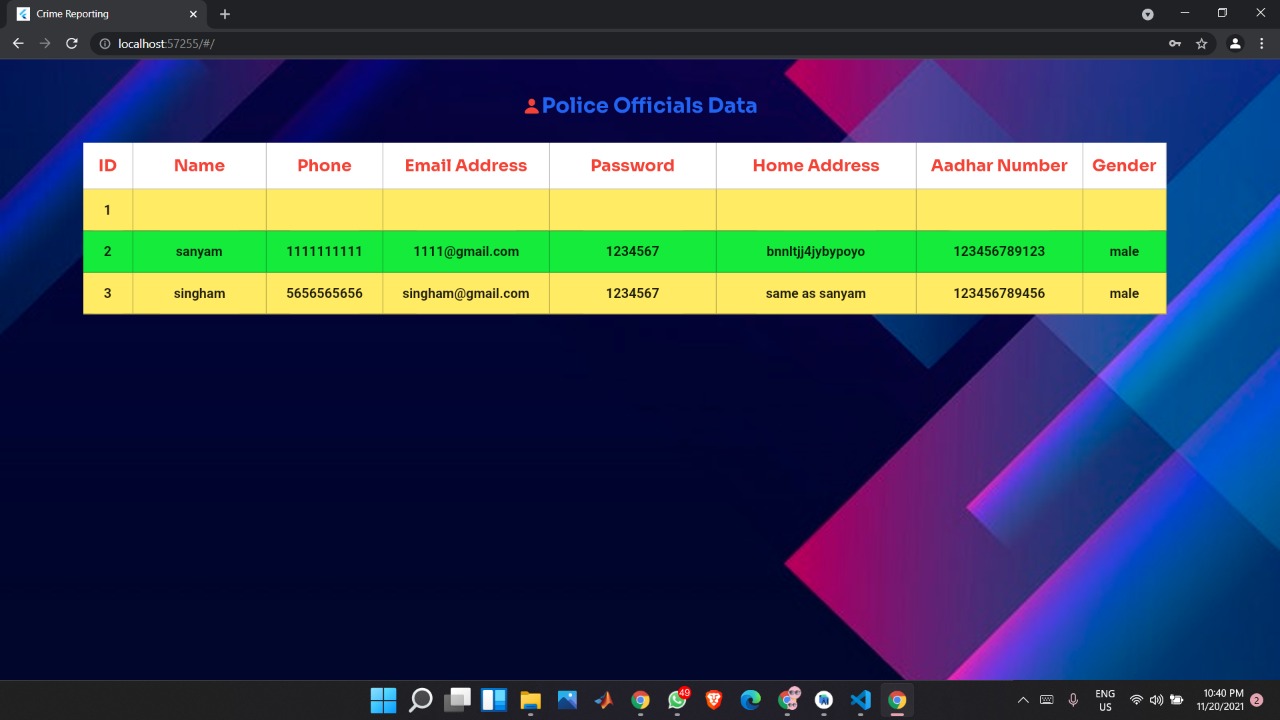 Crime Reporting
localhost:57255/#/
Police Officials Data
ID Name Phone Email Address Password Home Address Aadhar Number Gender
1
2 sanyam 1111111111 1111@gmail.com 1234567 bnnltjj4jybypoyo 123456789123 male
3 singham 5656565656 singham@gmail.com 1234567 same as sanyam 123456789456 male
49
ENG
US
10:40 PM
11/20/2021
2